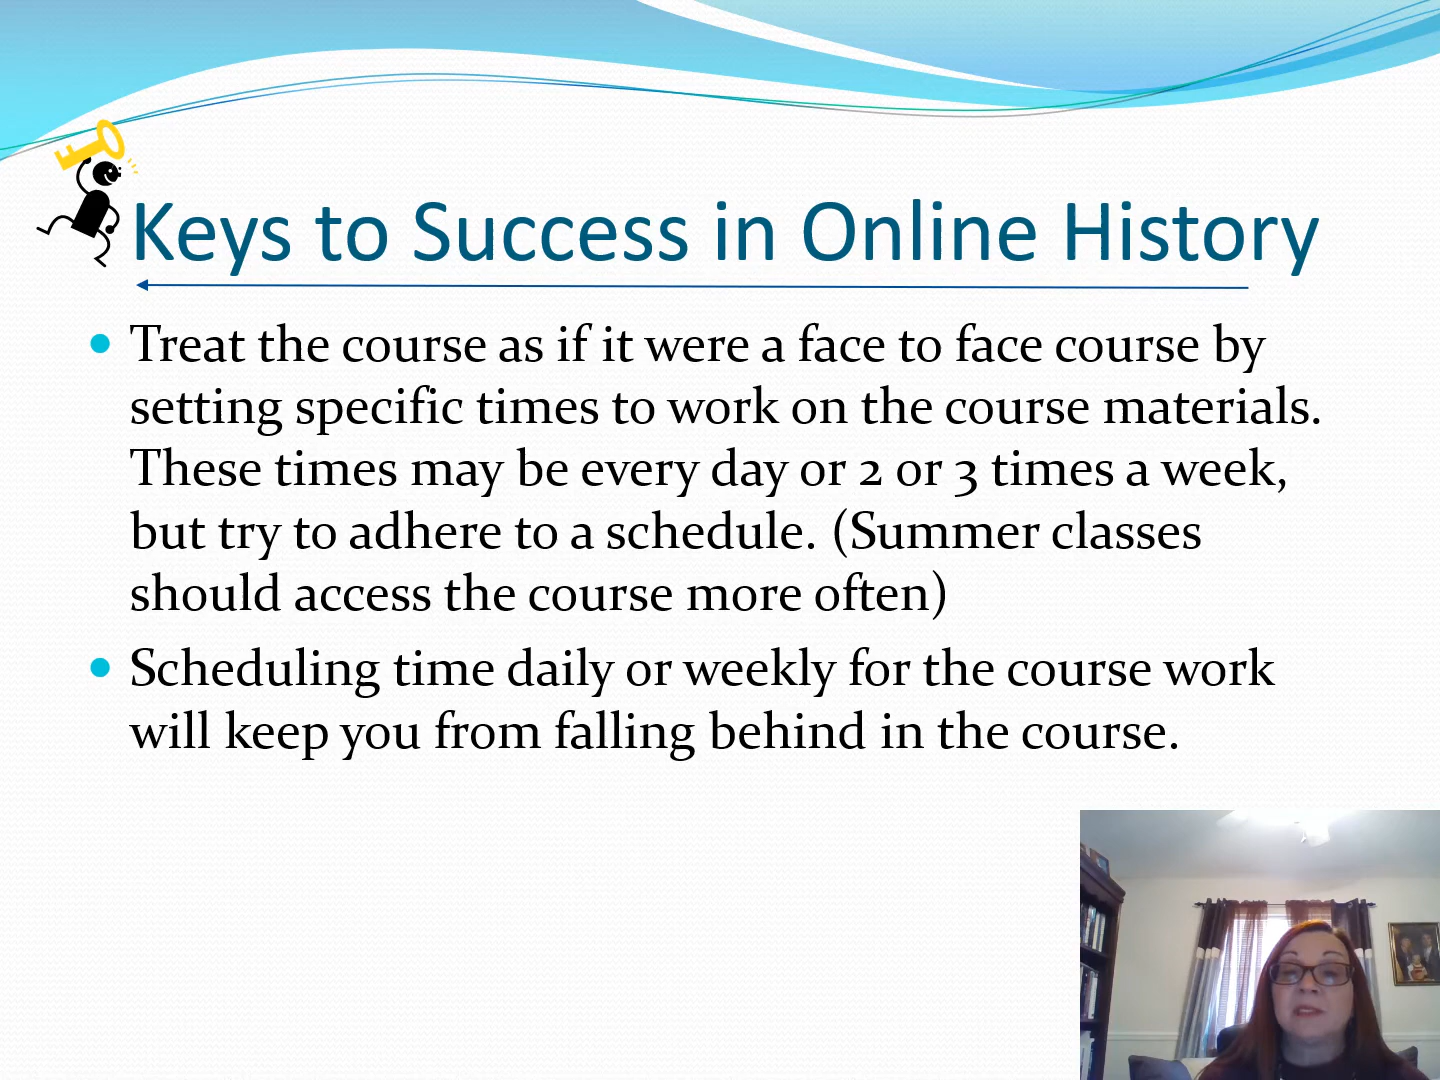 Keys to Success in Online History
Treat the course as if it were a face to face course by
setting specific times to work on the course materials.
These times may be every day or 2 or 3 times a week,
but try to adhere to a schedule. (Summer classes
should access the course more often)
Scheduling time daily or weekly for the course work
will keep you from falling behind in the course.